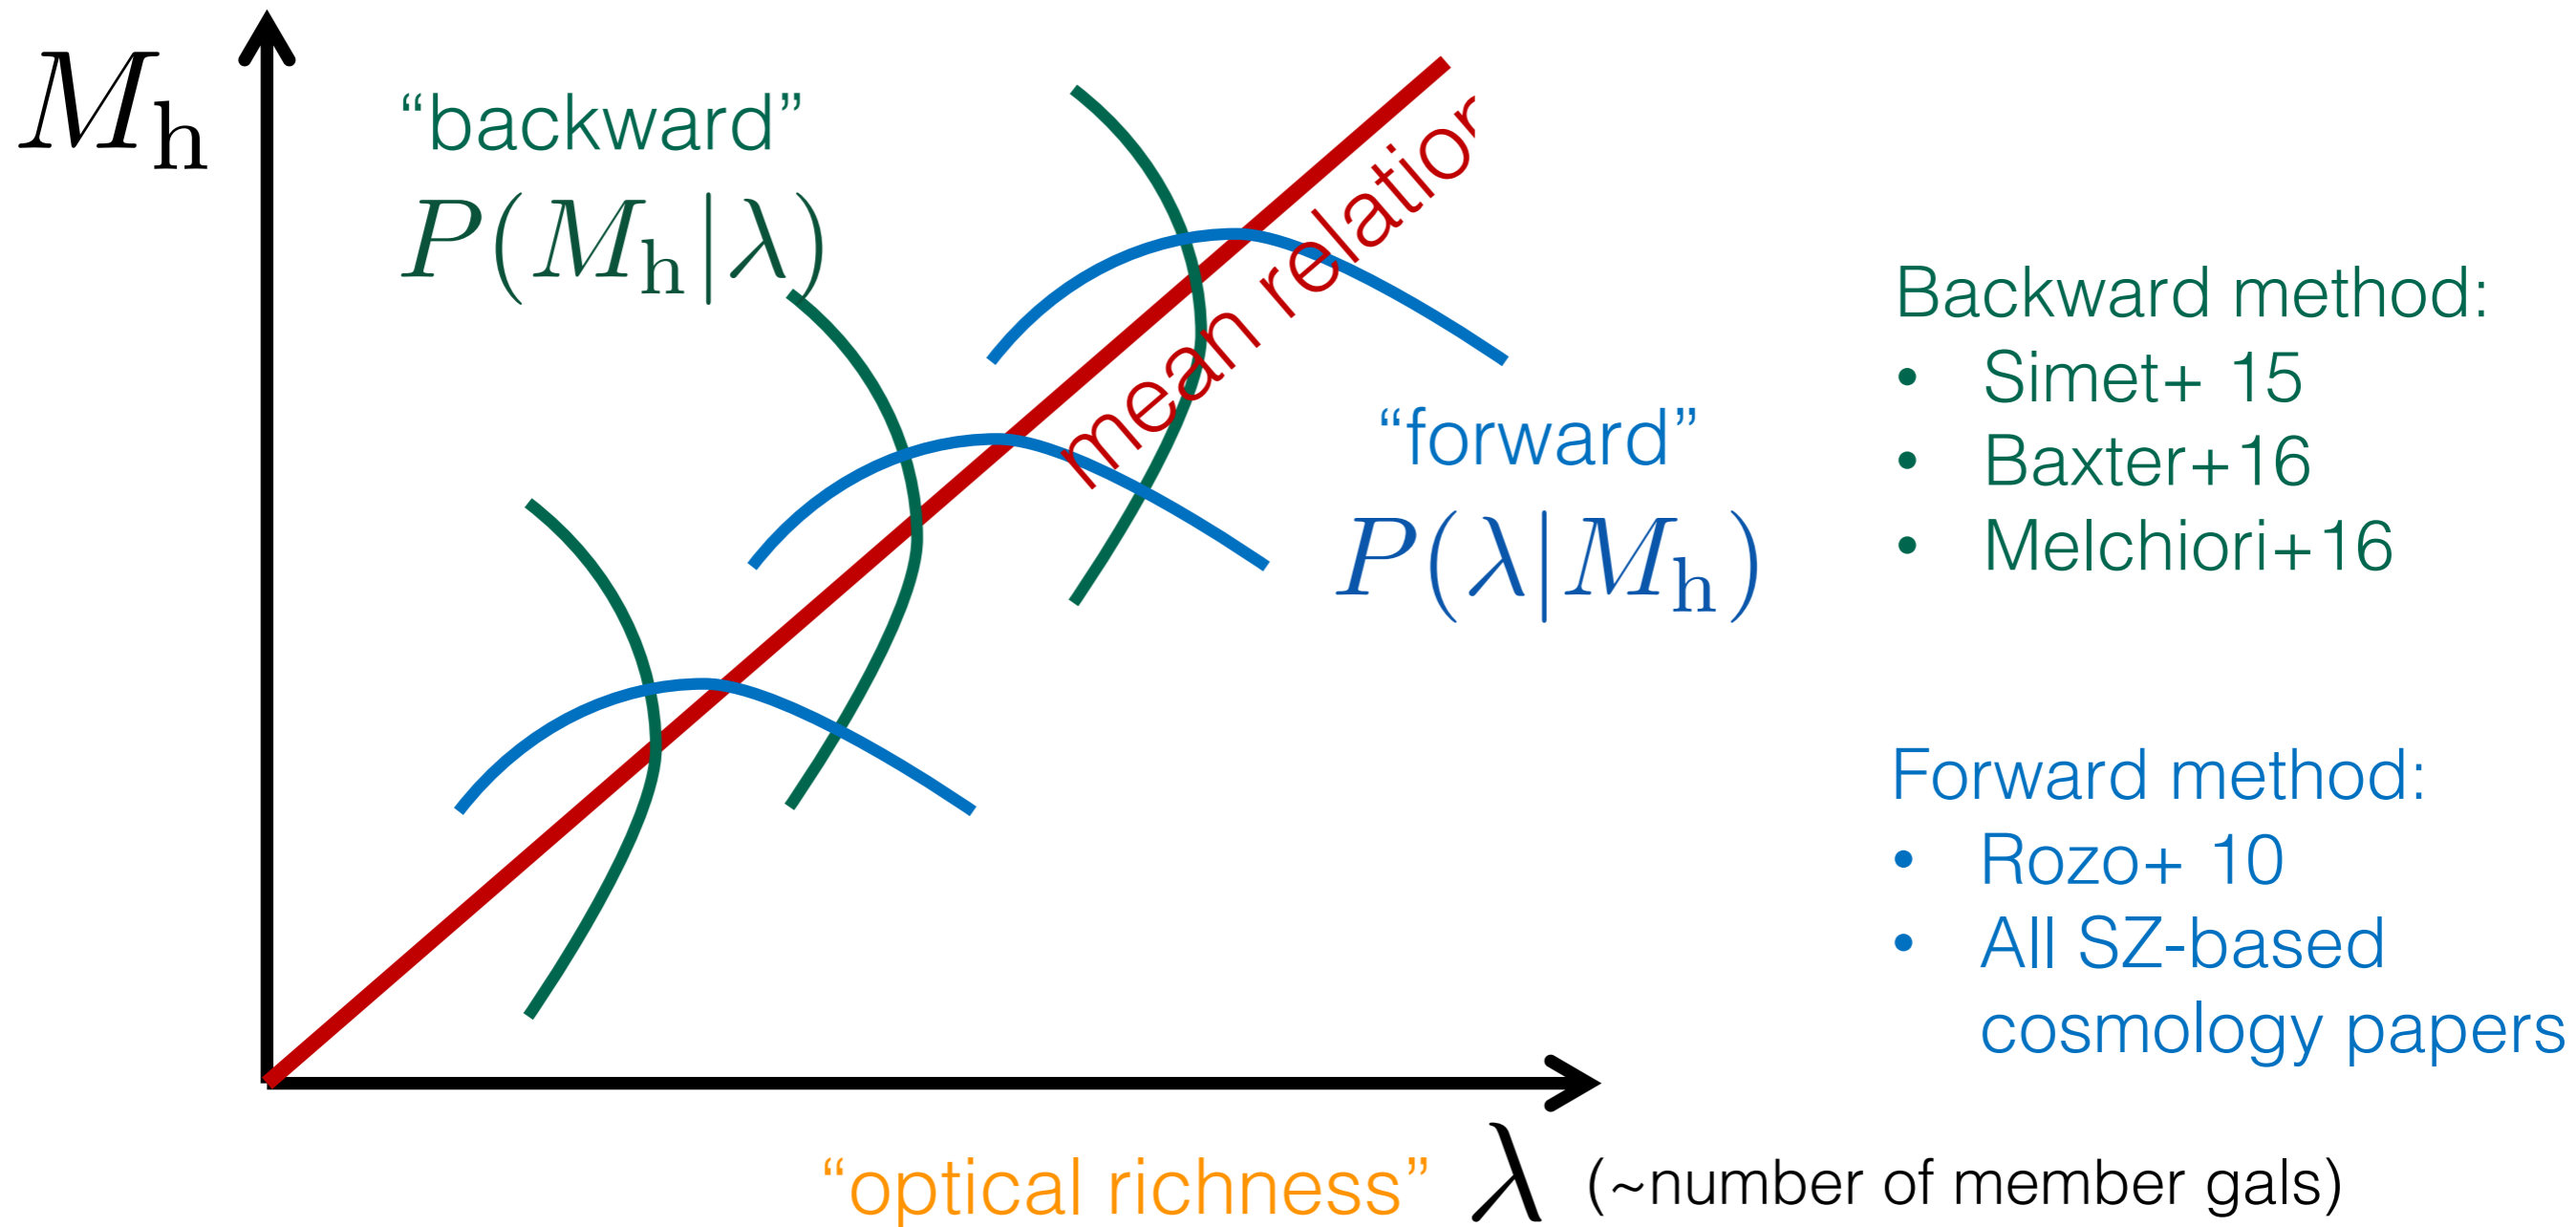 M_h
“backward”
P(M_h|λ)
mean relation
“forward”
P(λ|M_h)
Backward method:
• Simet+ 15
• Baxter+16
• Melchiori+16
Forward method:
• Rozo+ 10
• All SZ-based
cosmology papers
“optical richness” λ (~number of member gals)